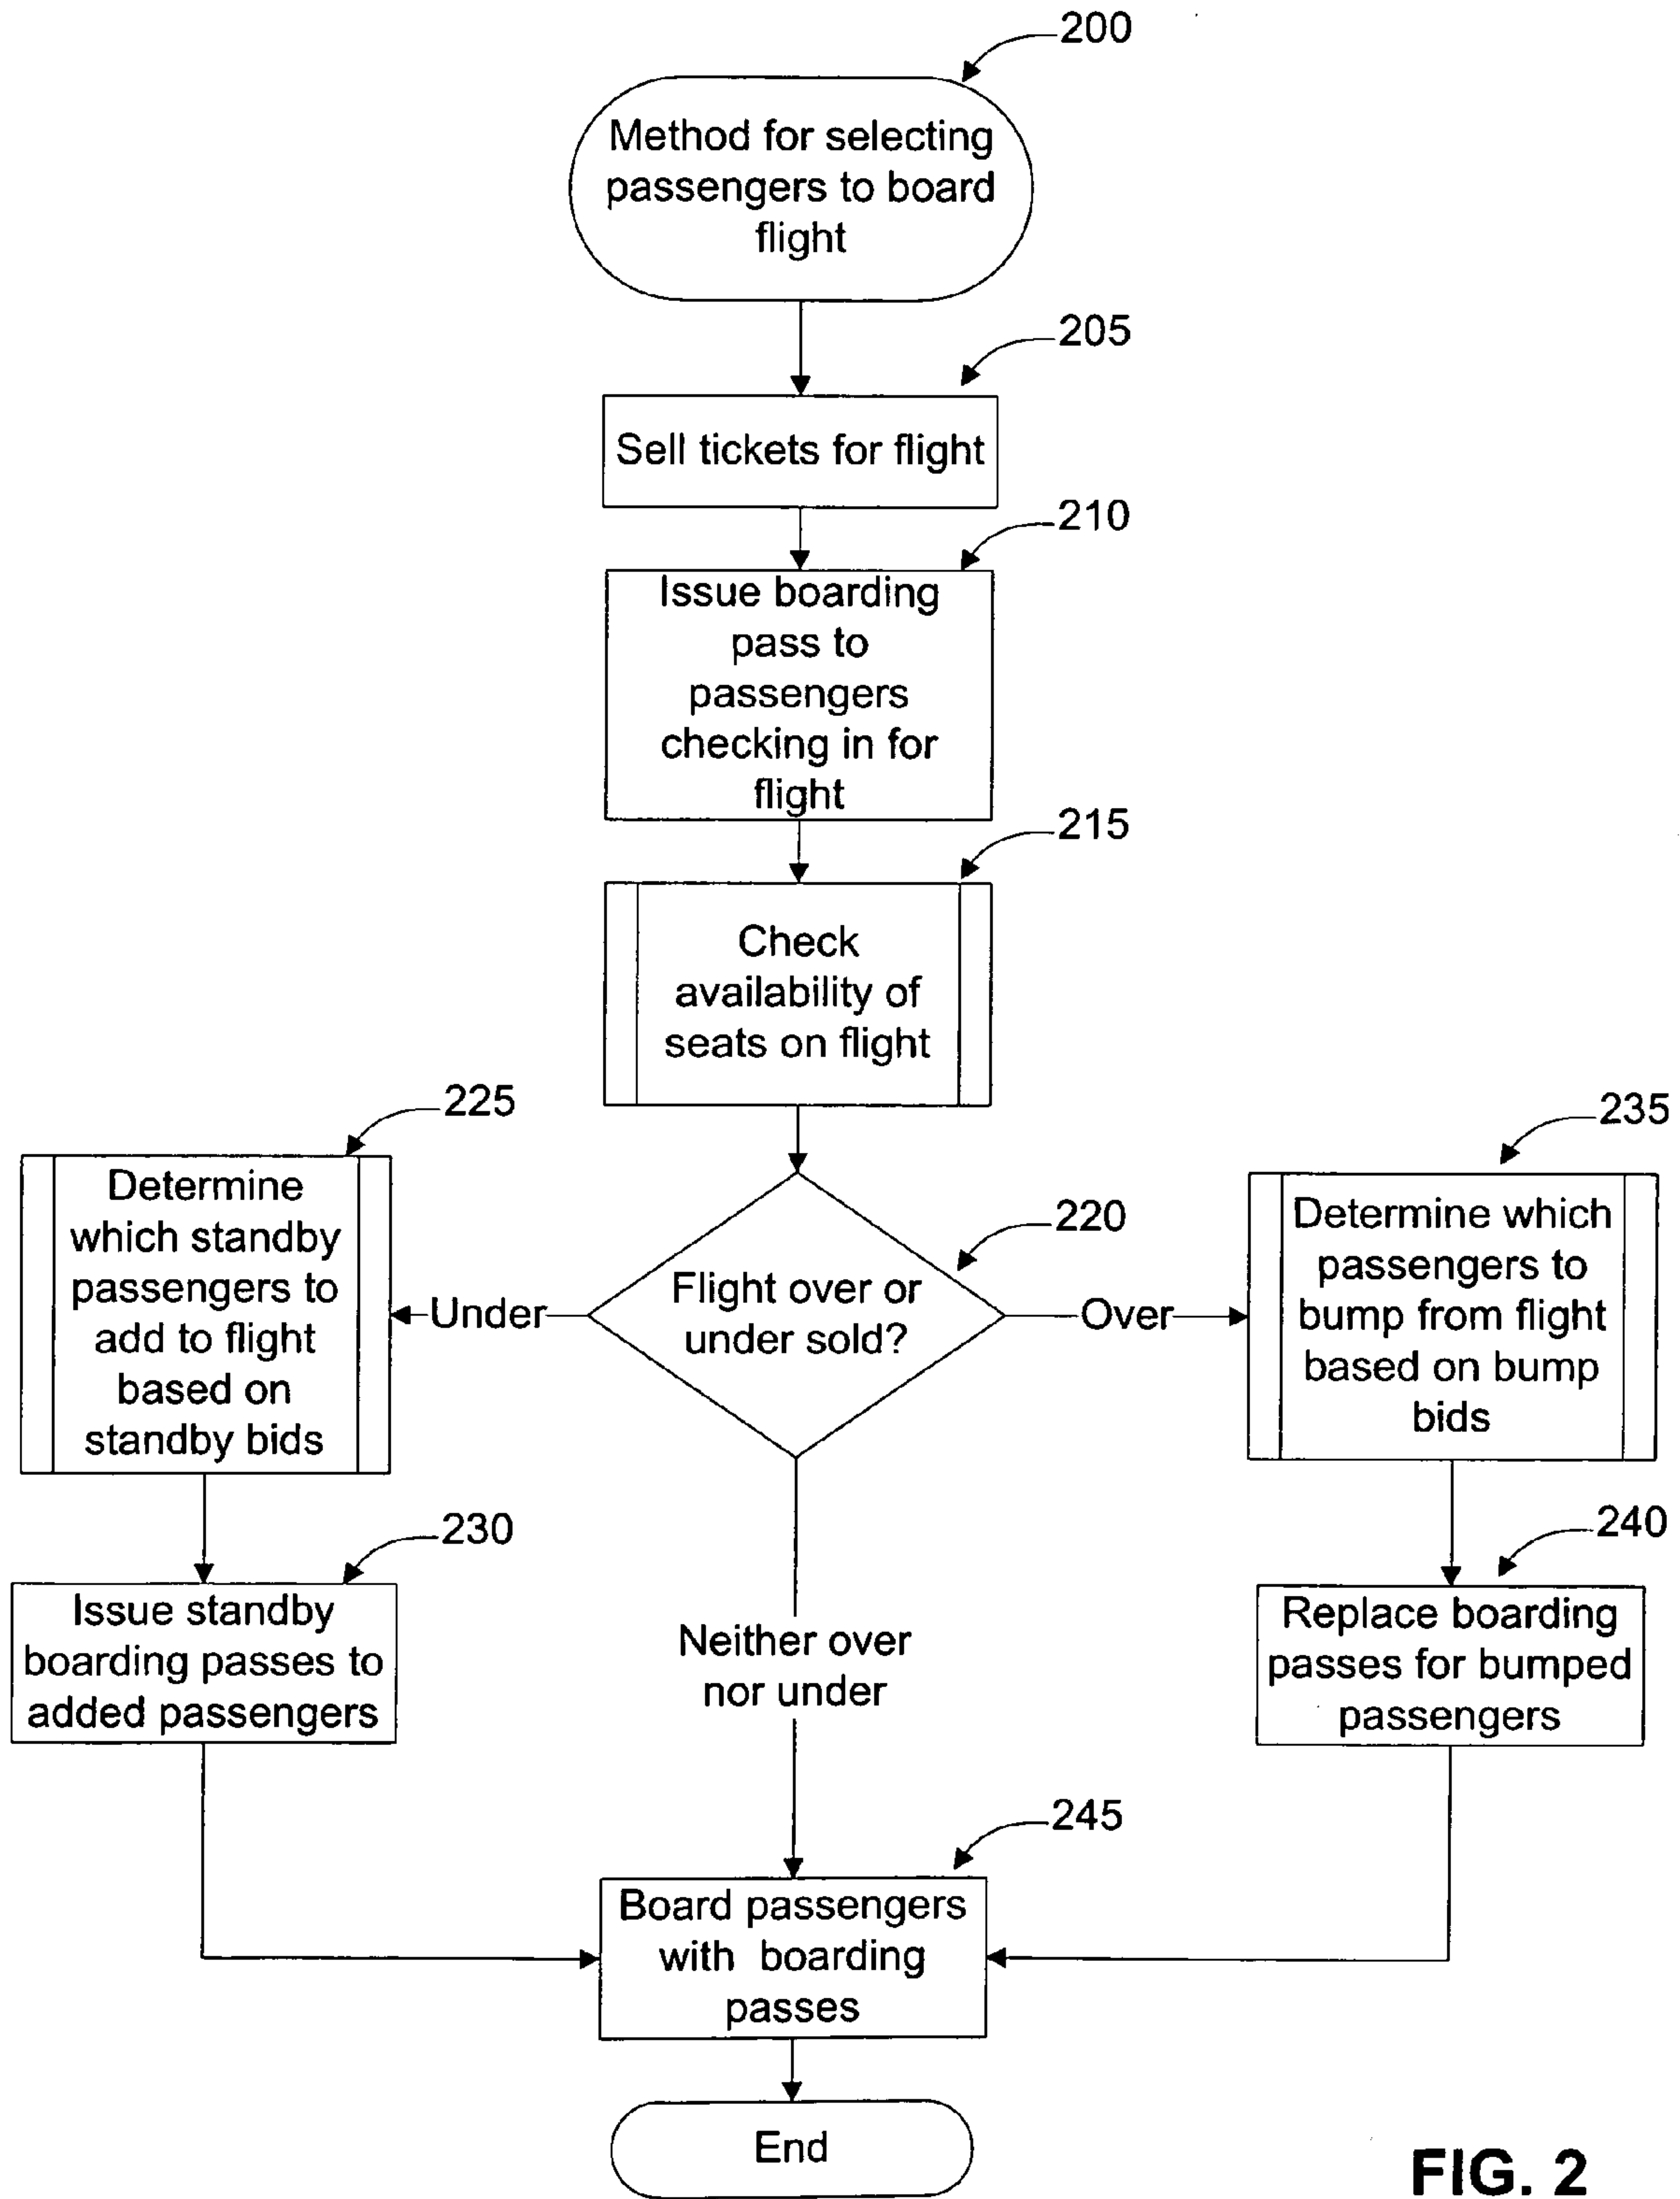 200
Method for selecting
passengers to board
flight
205
Sell tickets for flight
210
Issue boarding
pass to
passengers
checking in for
flight
215
Check
availability of
seats on flight
225
Determine
which standby
passengers to
add to flight
based on
standby bids
Under
220
Flight over or
under sold?
Over
235
Determine which
passengers to
bump from flight
based on bump
bids
230
Issue standby
boarding passes to
added passengers
Neither over
nor under
240
Replace boarding
passes for bumped
passengers
245
Board passengers
with boarding
passes
End
FIG. 2